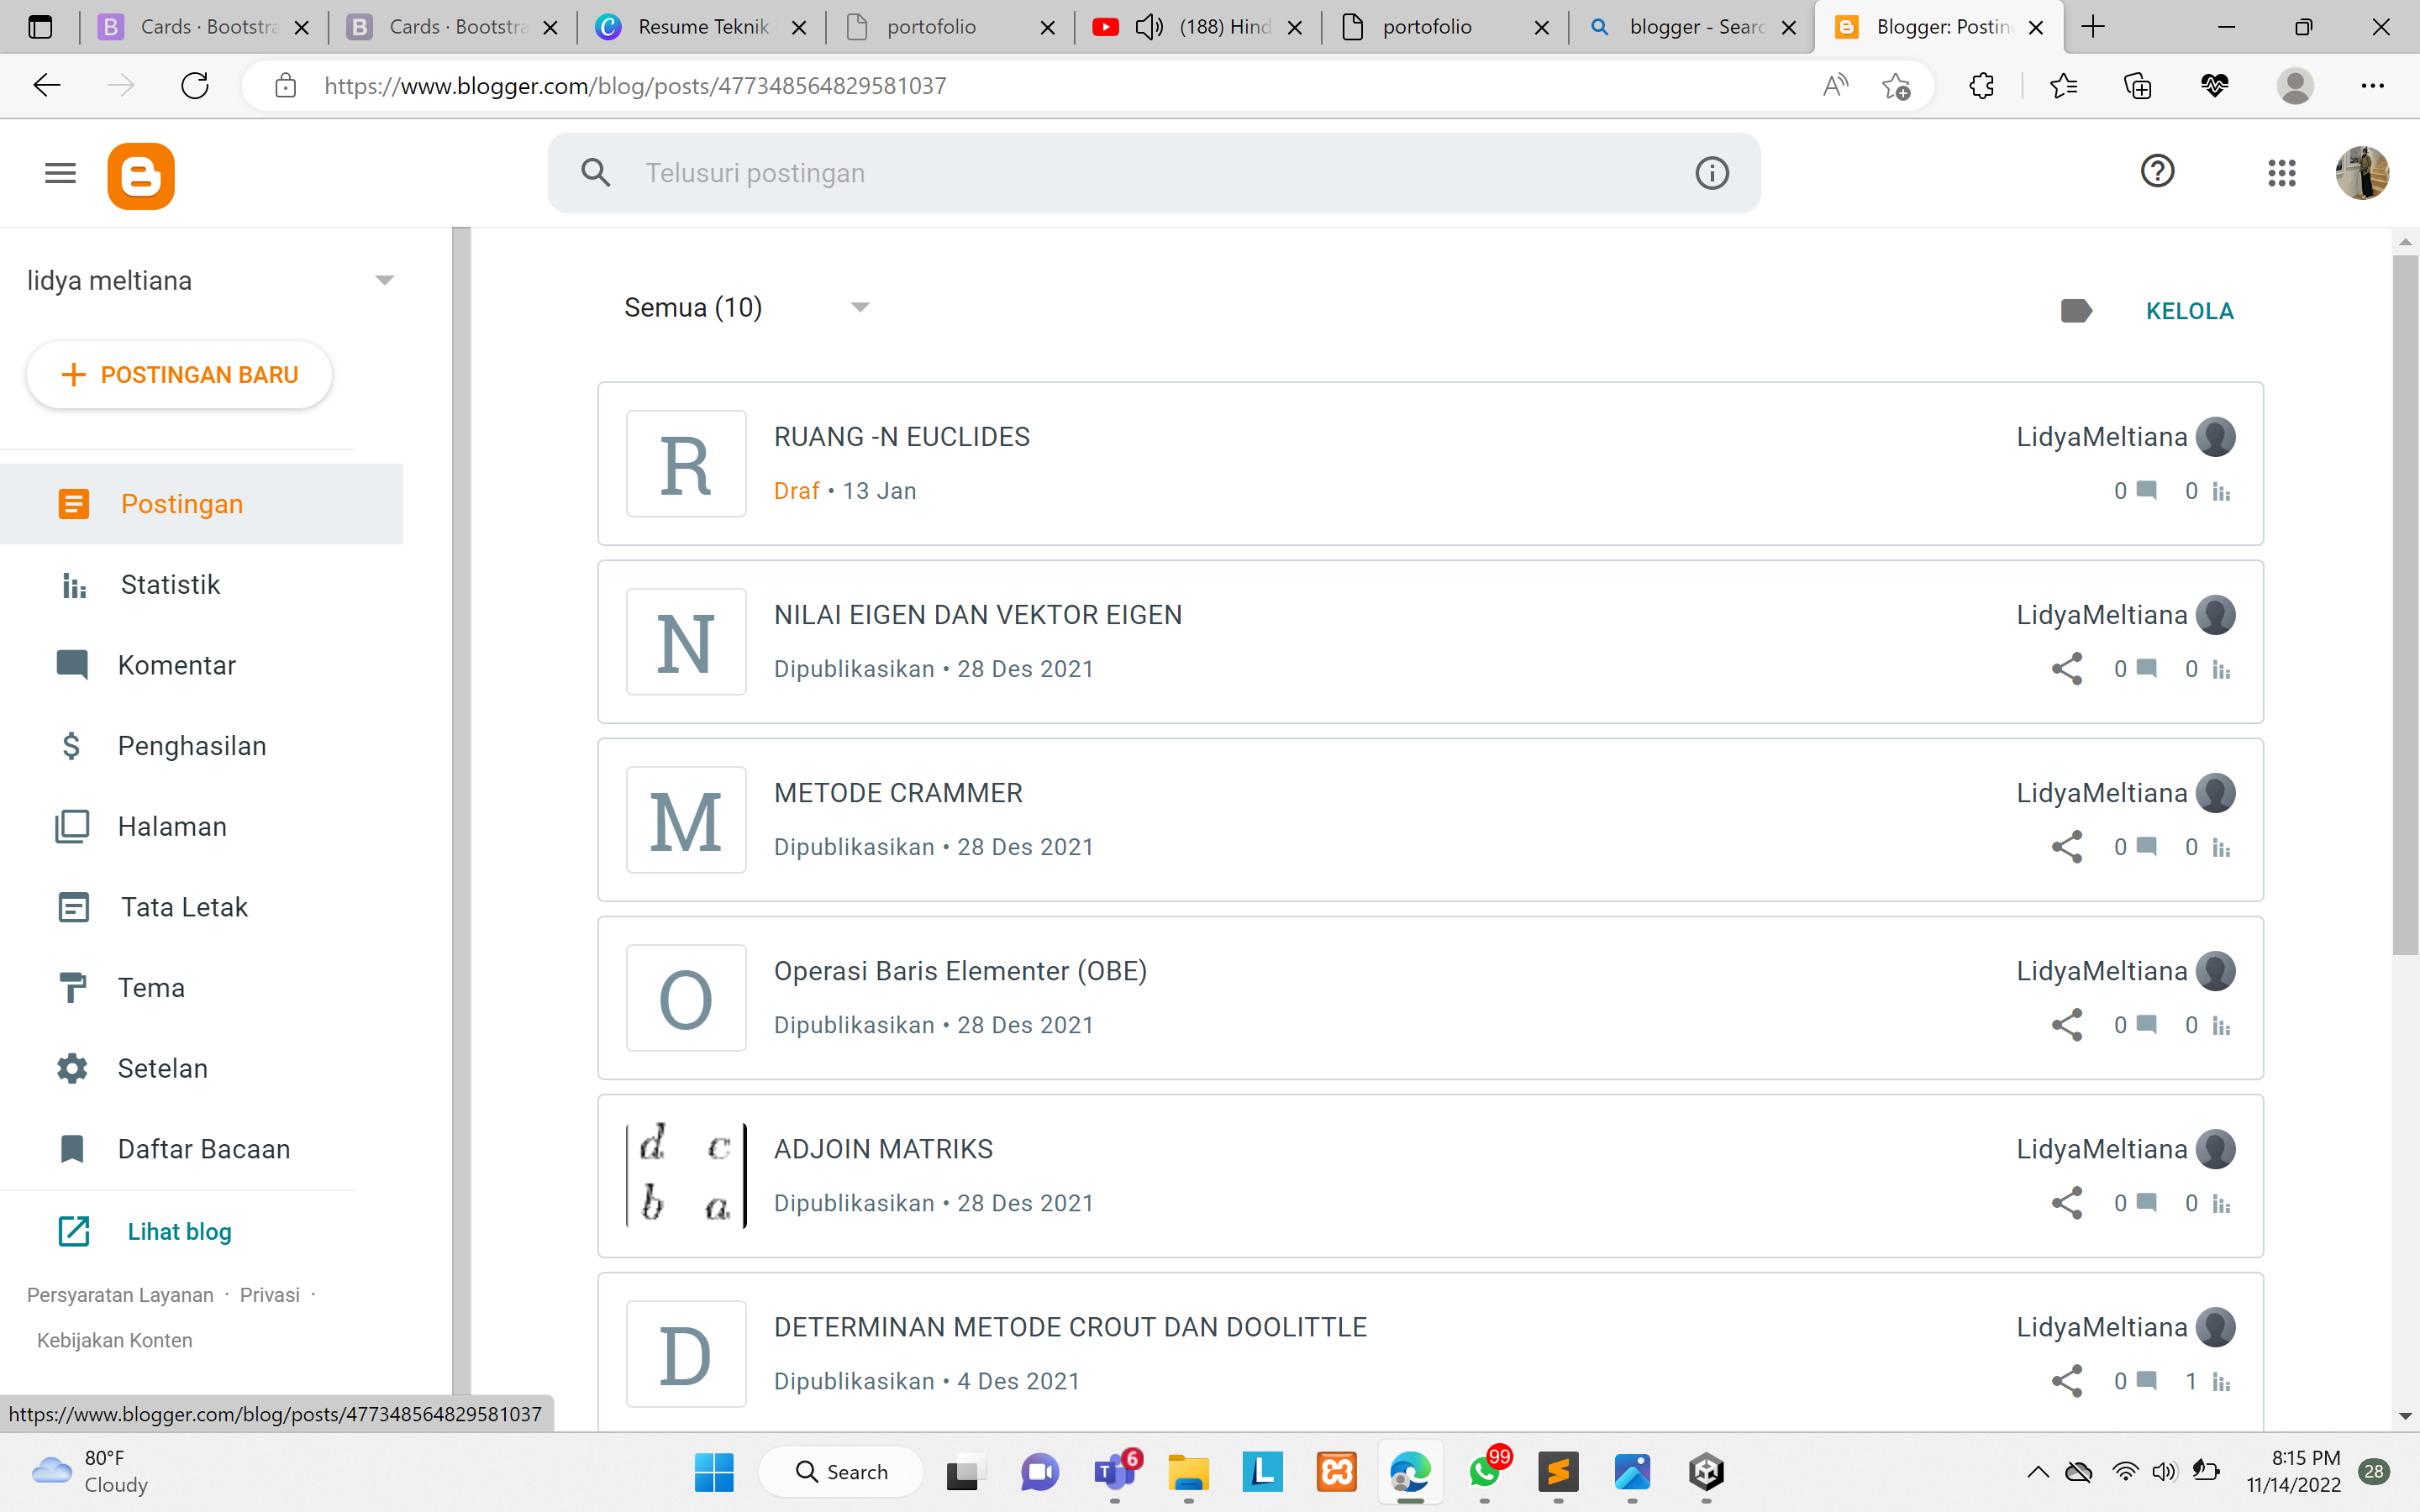 Cards · Bootstra
Cards · Bootstra
Resume Teknik
portofolio
(188) Hind
portofolio
blogger - Searc
Blogger: Postin
https://www.blogger.com/blog/posts/477348564829581037
Telusuri postingan
lidya meltiana
POSTINGAN BARU
Postingan
Statistik
Komentar
Penghasilan
Halaman
Tata Letak
Tema
Setelan
Daftar Bacaan
Lihat blog
Persyaratan Layanan · Privasi ·
Kebijakan Konten
https://www.blogger.com/blog/posts/477348564829581037
Semua (10)
KELOLA
R
RUANG -N EUCLIDES
LidyaMeltiana
Draf • 13 Jan
0 0
N
NILAI EIGEN DAN VEKTOR EIGEN
LidyaMeltiana
Dipublikasikan • 28 Des 2021
0 0
M
METODE CRAMMER
LidyaMeltiana
Dipublikasikan • 28 Des 2021
0 0
O
Operasi Baris Elementer (OBE)
LidyaMeltiana
Dipublikasikan • 28 Des 2021
0 0
d c
b a
ADJOIN MATRIKS
LidyaMeltiana
Dipublikasikan • 28 Des 2021
0 0
D
DETERMINAN METODE CROUT DAN DOOLITTLE
LidyaMeltiana
Dipublikasikan • 4 Des 2021
0 1
80°F
Cloudy
Search
6
L
99
8:15 PM
11/14/2022
28